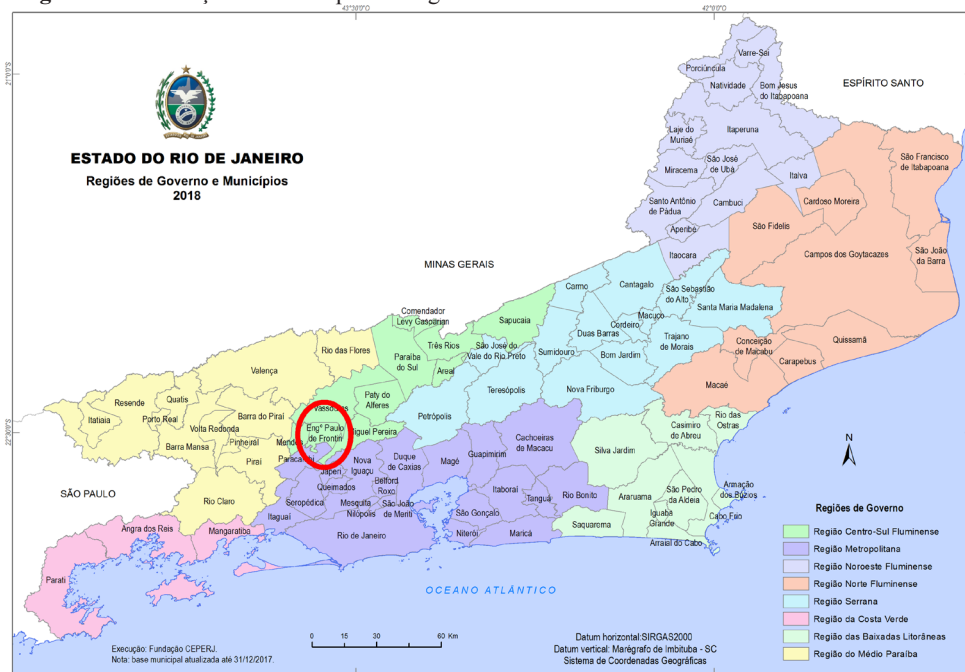 43°30'0"O
42°0'0"O
21°0'0"S
22°30'0"S
ESTADO DO RIO DE JANEIRO
Regiões de Governo e Municípios
2018
ESPÍRITO SANTO
MINAS GERAIS
SÃO PAULO
OCEANO ATLÂNTICO
Varre-Sai
Porciúncula
Natividade
Bom Jesus
do Itabapoana
Laje do
Muriaé
Itaperuna
São José
de Ubá
Miracema
Italva
Santo Antônio
de Pádua
Cambuci
Aperibé
Itaocara
São Francisco
de Itabapoana
Cardoso Moreira
São Fidelis
Campos dos Goytacazes
São João
da Barra
Carmo
Cantagalo
São Sebastião
do Alto
Santa Maria Madalena
Macuco
Cordeiro
Duas Barras
Trajano
de Morais
Conceição
de Macabu
Quissamã
Carapebus
Macaé
Comendador
Levy Gasparian
Sapucaia
Três Rios
São José do
Vale do Rio Preto
Sumidouro
Bom Jardim
Paraíba
do Sul
Areal
Rio das Flores
Valença
Teresópolis
Nova Friburgo
Paty do
Alferes
Petrópolis
Vassouras
Engº Paulo
de Frontin
Miguel Pereira
Mendes
Paracambi
Resende
Quatis
Itatiaia
Porto Real
Barra do Piraí
Volta Redonda
Barra Mansa
Pinheiral
Piraí
Rio Claro
Japeri
Nova
Iguaçu
Duque
de Caxias
Magé
Guapimirim
Cachoeiras
de Macacu
Queimados
Belford
Roxo
Seropédica
Mesquita
Nilópolis
São João
de Meriti
Itaguaí
Rio de Janeiro
Itaboraí
Tanguá
Rio Bonito
São Gonçalo
Niterói
Maricá
Rio das
Ostras
Casimiro
de Abreu
Silva Jardim
Araruama
São Pedro
da Aldeia
Armação
dos Búzios
Iguaba
Grande
Cabo Frio
Saquarema
Arraial do Cabo
Angra dos Reis
Mangaratiba
Parati
N
Regiões de Governo
Região Centro-Sul Fluminense
Região Metropolitana
Região Noroeste Fluminense
Região Norte Fluminense
Região Serrana
Região da Costa Verde
Região das Baixadas Litorâneas
Região do Médio Paraíba
0 15 30 60 Km
Execução: Fundação CEPERJ.
Nota: base municipal atualizada até 31/12/2017.
Datum horizontal:SIRGAS2000
Datum vertical: Marégrafo de Imbituba - SC
Sistema de Coordenadas Geográficas